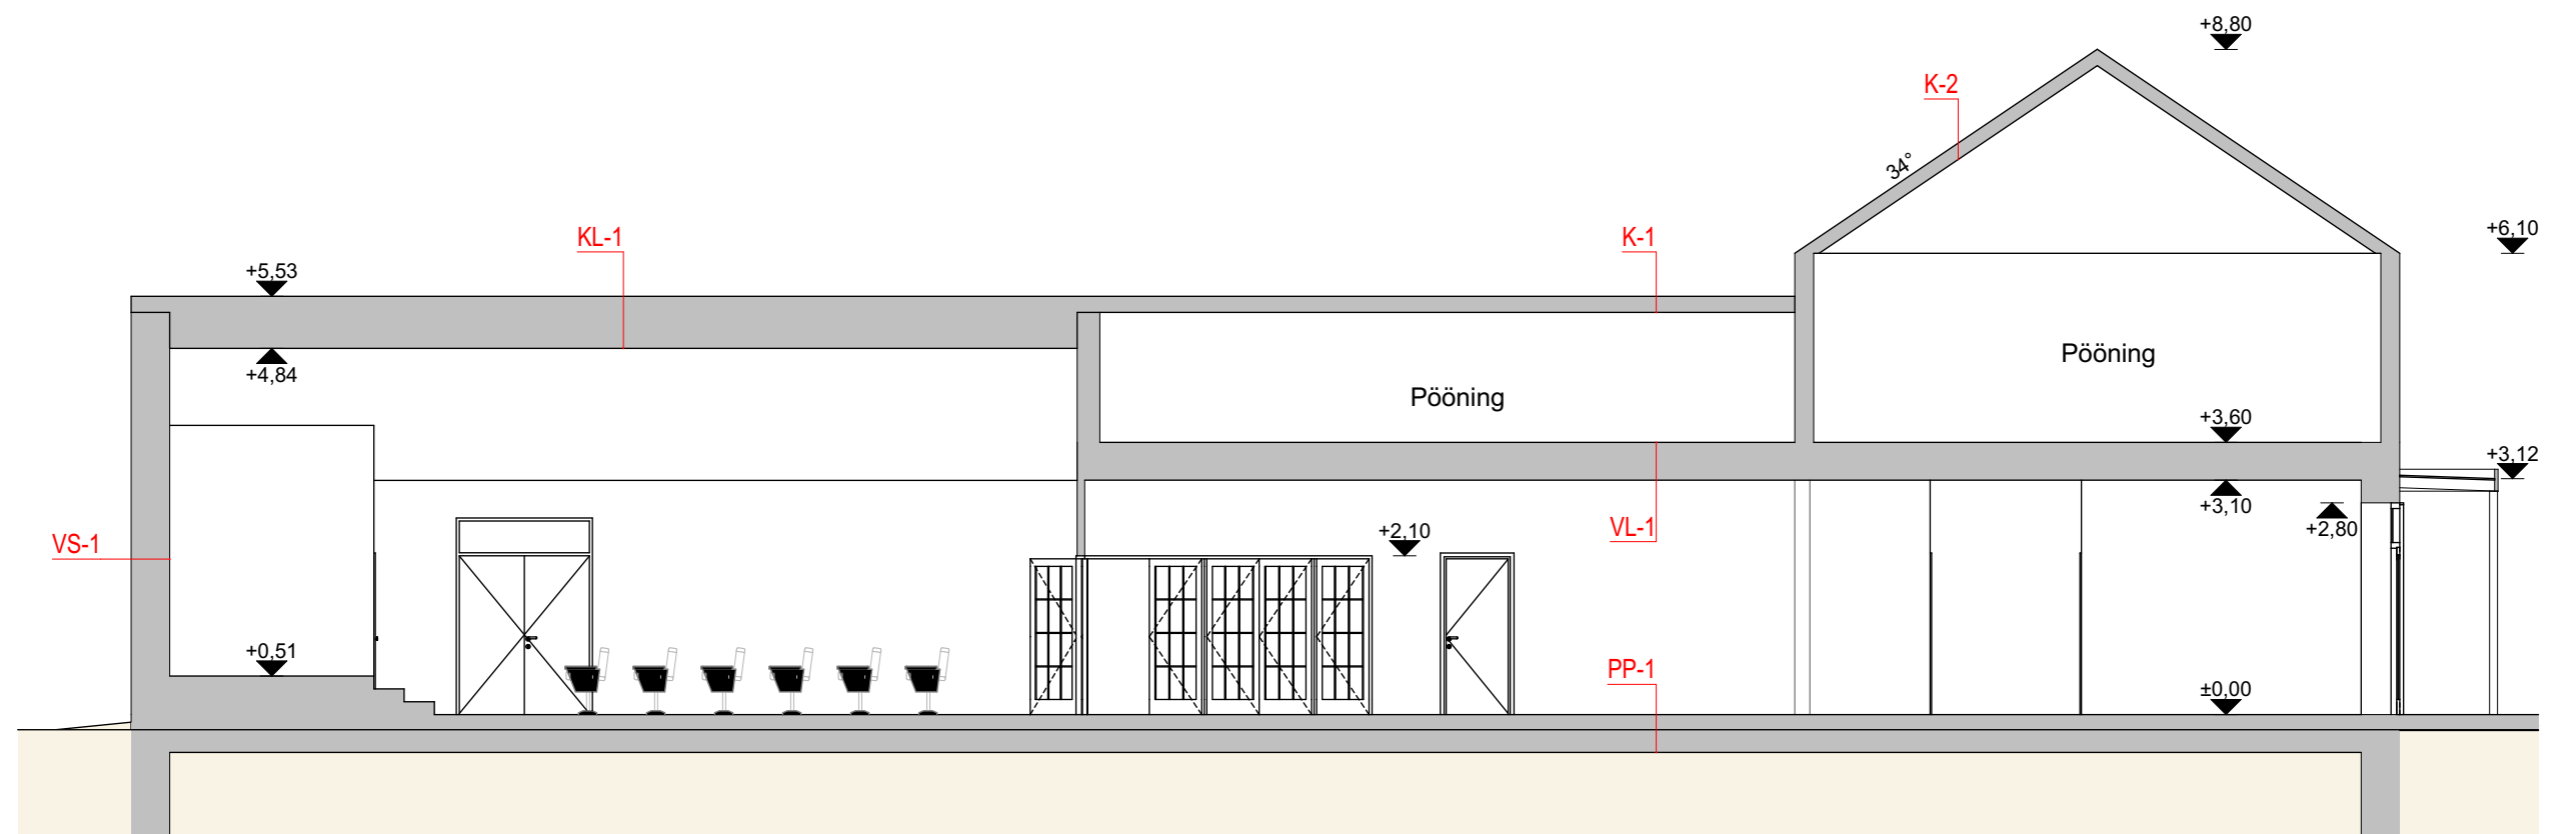 +8,80
K-2
34°
+6,10
KL-1
K-1
+5,53
Pööning
+4,84
Pööning
+3,60
+3,12
+3,10
+2,80
VL-1
+2,10
VS-1
+0,51
PP-1
±0,00